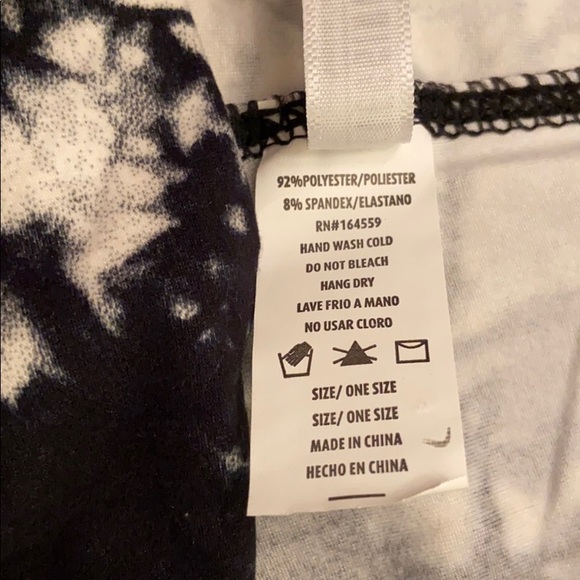 92%POLYESTER/POLIESTER
8% SPANDEX/ELASTANO
RN#164559
HAND WASH COLD
DO NOT BLEACH
HANG DRY
LAVE FRIO A MANO
NO USAR CLORO
SIZE/ ONE SIZE
SIZE/ ONE SIZE
MADE IN CHINA
HECHO EN CHINA